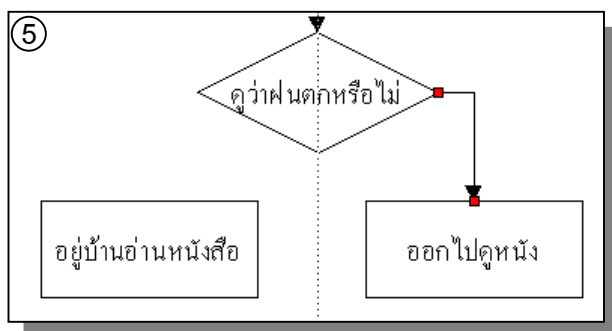 5
ดูว่าฝนตกหรือไม่
อยู่บ้านอ่านหนังสือ
ออกไปดูหนัง